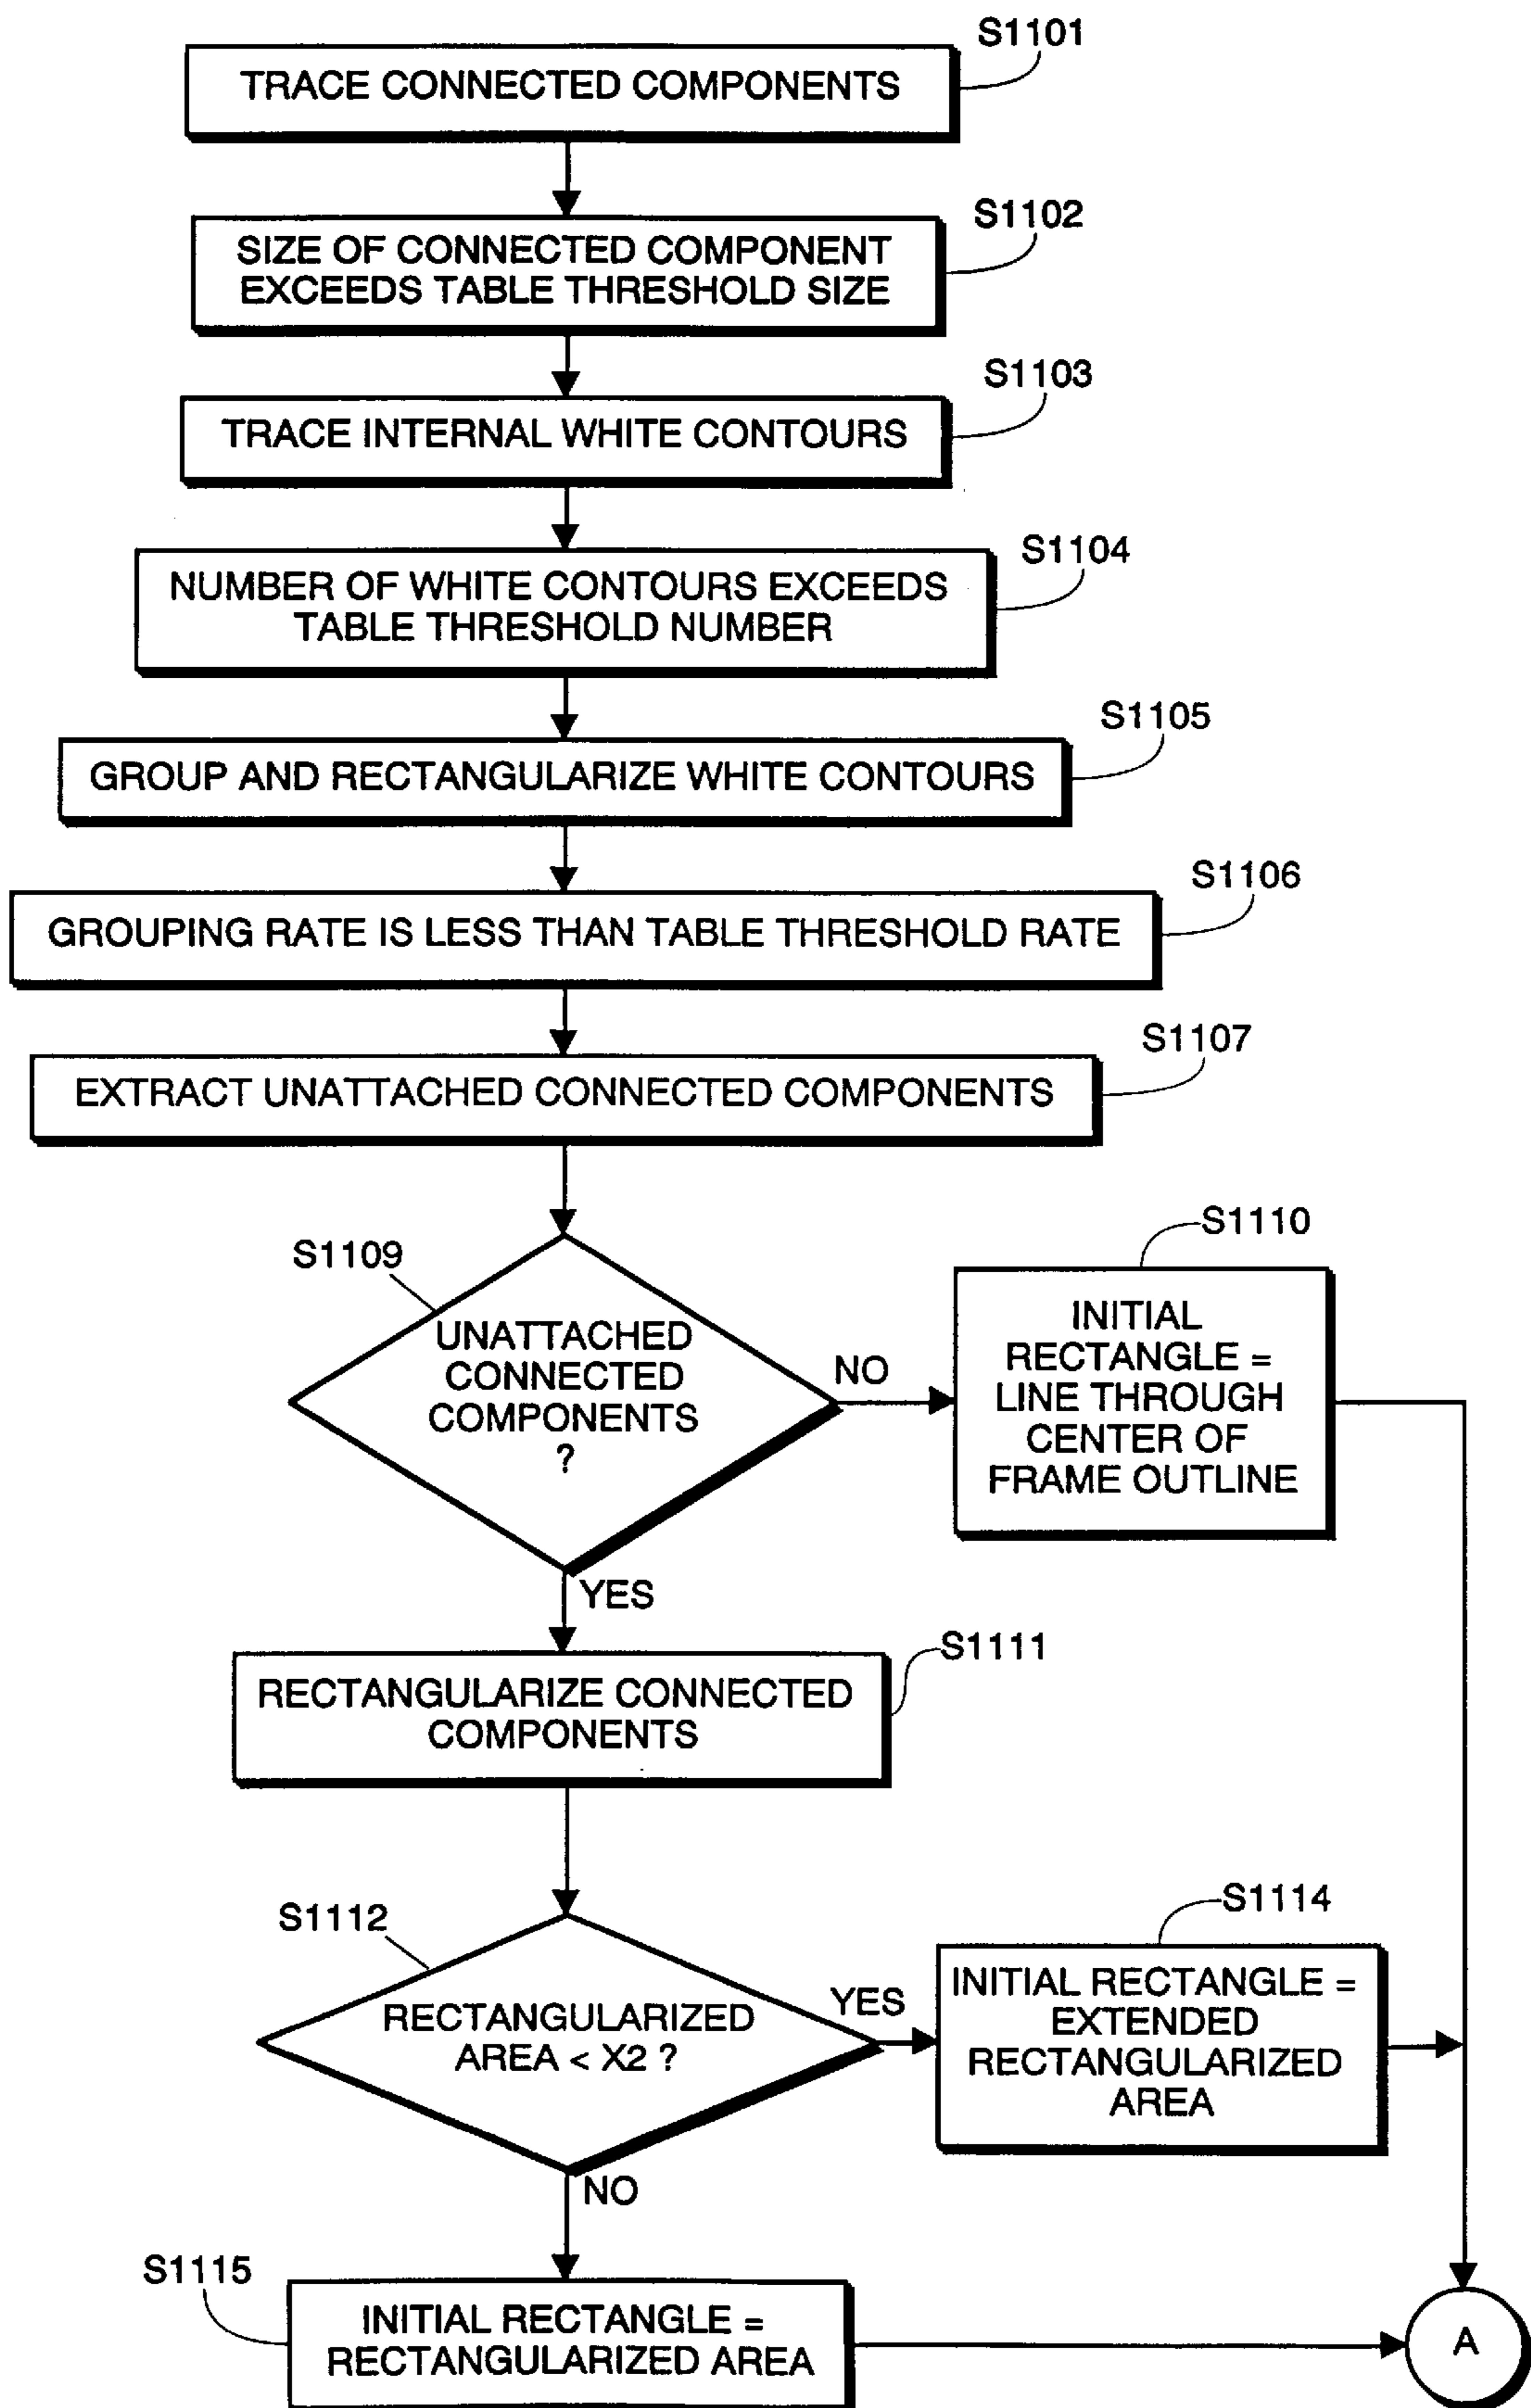 S1101
TRACE CONNECTED COMPONENTS
S1102
SIZE OF CONNECTED COMPONENT
EXCEEDS TABLE THRESHOLD SIZE
S1103
TRACE INTERNAL WHITE CONTOURS
S1104
NUMBER OF WHITE CONTOURS EXCEEDS
TABLE THRESHOLD NUMBER
S1105
GROUP AND RECTANGULARIZE WHITE CONTOURS
S1106
GROUPING RATE IS LESS THAN TABLE THRESHOLD RATE
S1107
EXTRACT UNATTACHED CONNECTED COMPONENTS
S1109
UNATTACHED
CONNECTED
COMPONENTS
?
NO
S1110
INITIAL
RECTANGLE =
LINE THROUGH
CENTER OF
FRAME OUTLINE
YES
S1111
RECTANGULARIZE CONNECTED
COMPONENTS
S1112
RECTANGULARIZED
AREA < X2 ?
YES
S1114
INITIAL RECTANGLE =
EXTENDED
RECTANGULARIZED
AREA
NO
S1115
INITIAL RECTANGLE =
RECTANGULARIZED AREA
A